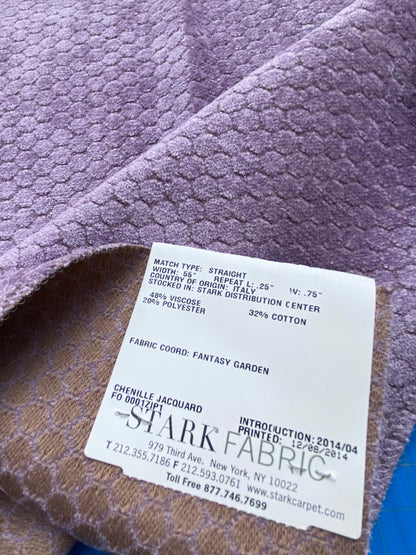 MATCH TYPE: STRAIGHT
WIDTH: 55" REPEAT L: .25" W: .75"
COUNTRY OF ORIGIN: ITALY
STOCKED IN: STARK DISTRIBUTION CENTER
48% VISCOSE 32% COTTON
20% POLYESTER
FABRIC COORD: FANTASY GARDEN
CHENILLE JACQUARD INTRODUCTION: 2014/04
FO 00012IP1 PRINTED: 12/08/2014
STARK FABRIC
979 Third Ave. New York, NY 10022
T 212.355.7186 F 212.593.0761 www.starkcarpet.com
Toll Free 877.746.7699